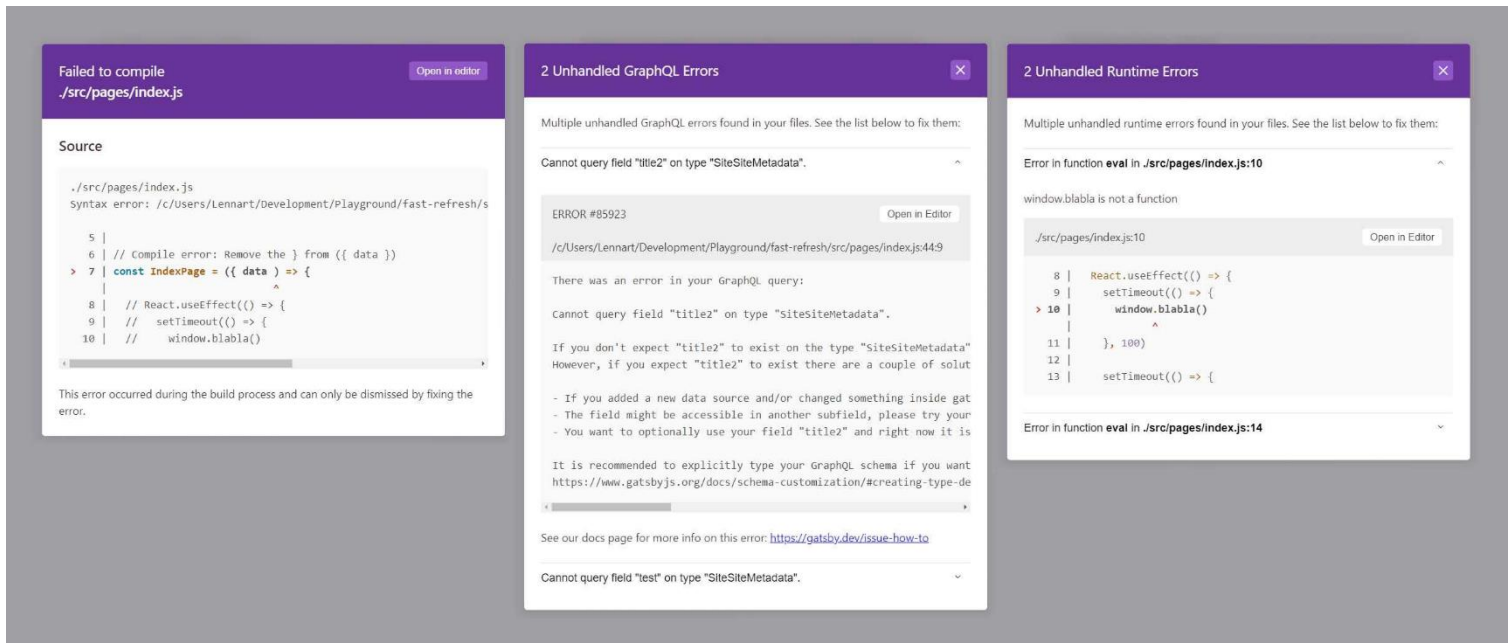 Failed to compile
Open in editor
./src/pages/index.js
Source
./src/pages/index.js
Syntax error: /c/Users/Lennart/Development/Playground/fast-refresh/s
5 |
6 | // Compile error: Remove the } from ({ data })
> 7 | const IndexPage = ({ data ) => {
| ^
8 | // React.useEffect(() => {
9 | // setTimeout(() => {
10 | // window.blabla()
This error occurred during the build process and can only be dismissed by fixing the
error.
2 Unhandled GraphQL Errors
Multiple unhandled GraphQL errors found in your files. See the list below to fix them:
Cannot query field "title2" on type "SiteSiteMetadata".
ERROR #85923
Open in Editor
/c/Users/Lennart/Development/Playground/fast-refresh/src/pages/index.js:44:9
There was an error in your GraphQL query:
Cannot query field "title2" on type "SiteSiteMetadata".
If you don't expect "title2" to exist on the type "SiteSiteMetadata"
However, if you expect "title2" to exist there are a couple of solut
- If you added a new data source and/or changed something inside gat
- The field might be accessible in another subfield, please try your
- You want to optionally use your field "title2" and right now it is
It is recommended to explicitly type your GraphQL schema if you want
https://www.gatsbyjs.org/docs/schema-customization/#creating-type-de
See our docs page for more info on this error: https://gatsby.dev/issue-how-to
Cannot query field "test" on type "SiteSiteMetadata".
2 Unhandled Runtime Errors
Multiple unhandled runtime errors found in your files. See the list below to fix them:
Error in function eval in ./src/pages/index.js:10
window.blabla is not a function
./src/pages/index.js:10
Open in Editor
8 | React.useEffect(() => {
9 | setTimeout(() => {
> 10 | window.blabla()
| ^
11 | }, 100)
12 |
13 | setTimeout(() => {
Error in function eval in ./src/pages/index.js:14